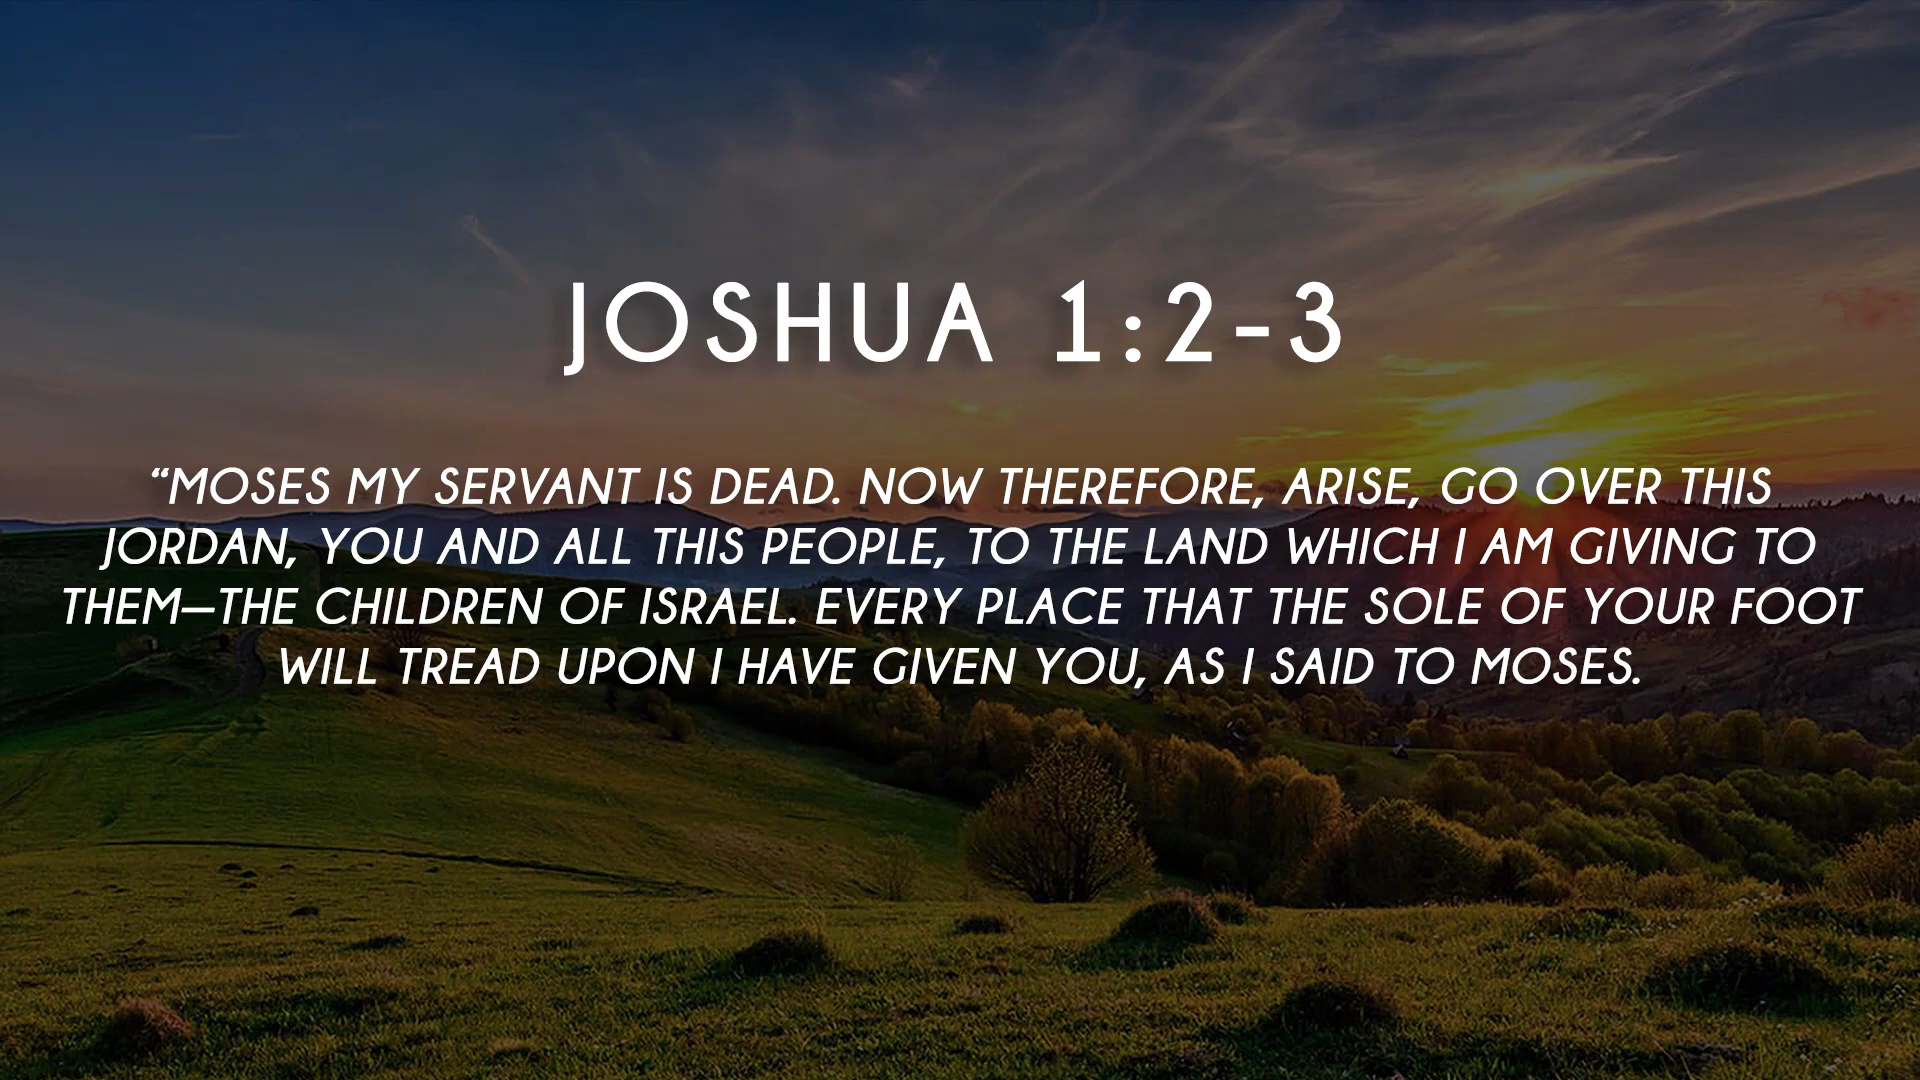 JOSHUA 1:2-3
“MOSES MY SERVANT IS DEAD. NOW THEREFORE, ARISE, GO OVER THIS
JORDAN, YOU AND ALL THIS PEOPLE, TO THE LAND WHICH I AM GIVING TO
THEM—THE CHILDREN OF ISRAEL. EVERY PLACE THAT THE SOLE OF YOUR FOOT
WILL TREAD UPON I HAVE GIVEN YOU, AS I SAID TO MOSES.